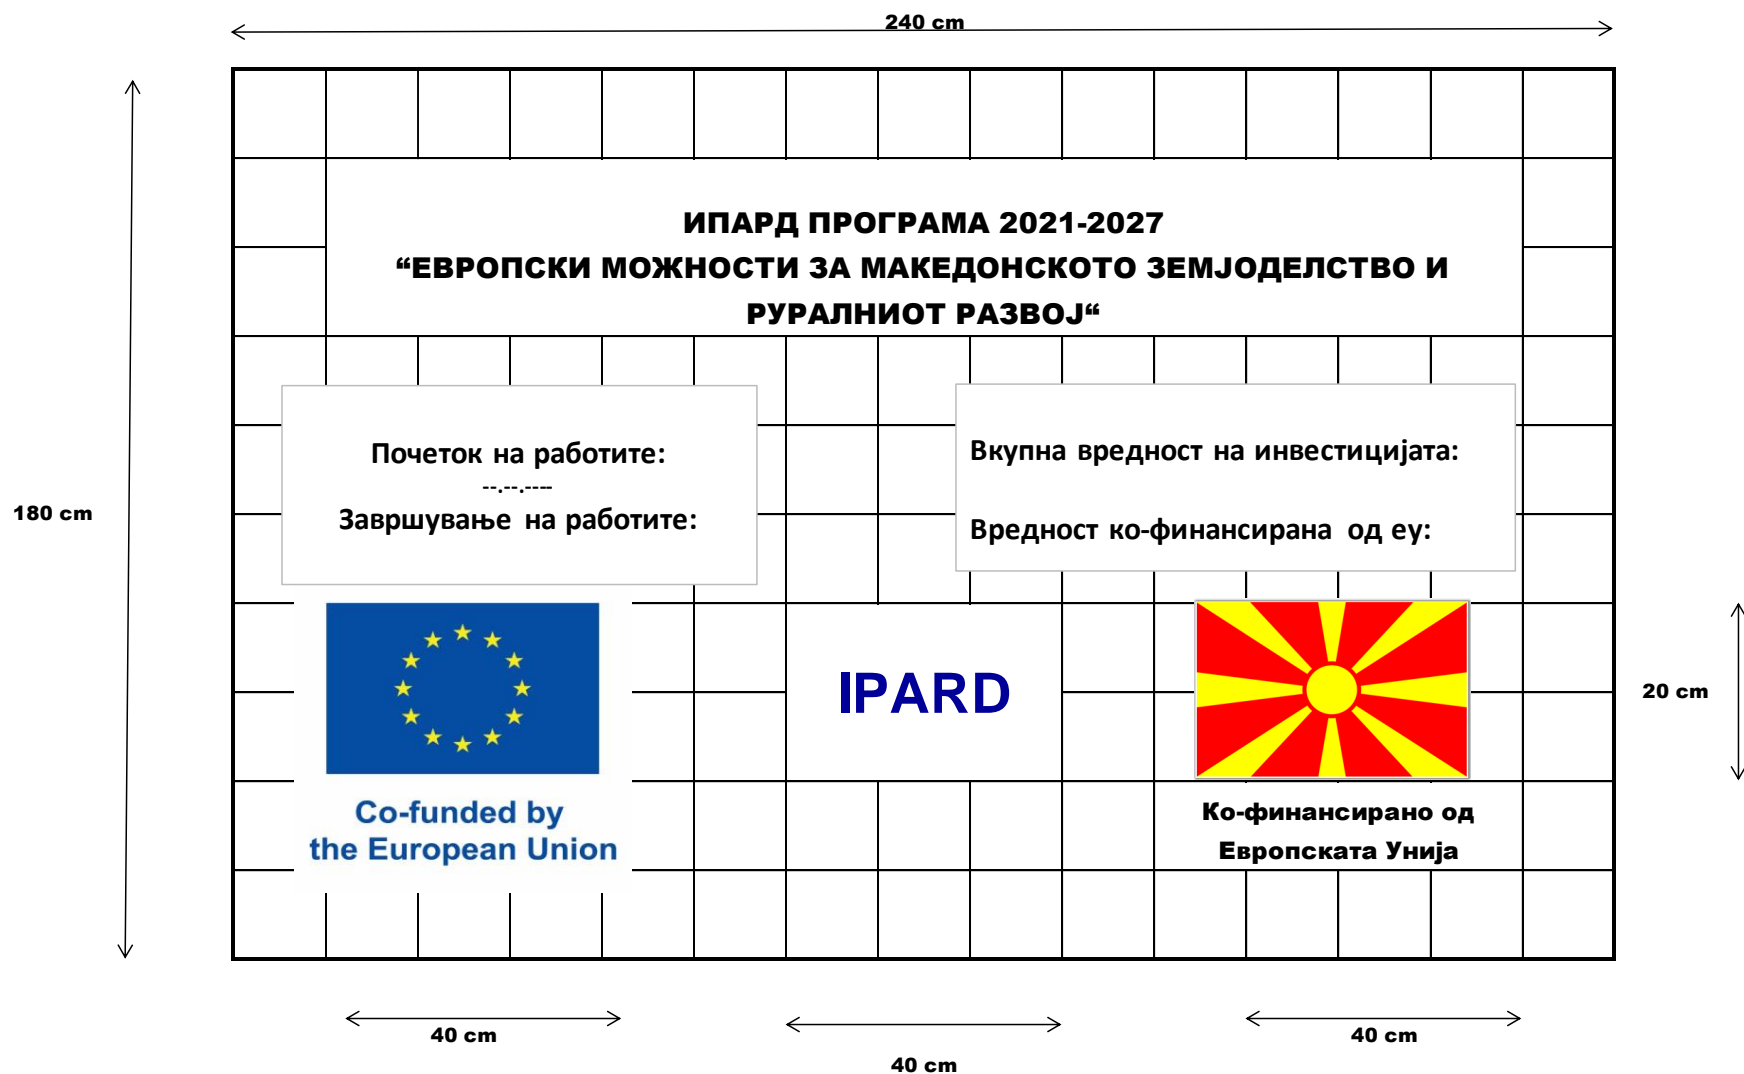 240 cm
ИПАРД ПРОГРАМА 2021-2027
“ЕВРОПСКИ МОЖНОСТИ ЗА МАКЕДОНСКОТО ЗЕМЈОДЕЛСТВО И
РУРАЛНИОТ РАЗВОЈ“
Почеток на работите:
--.--.----
Завршување на работите:
Вкупна вредност на инвестицијата:
Вредност ко-финансирана од еу:
180 cm
IPARD
20 cm
Co-funded by
the European Union
Ко-финансирано од
Европската Унија
40 cm
40 cm
40 cm